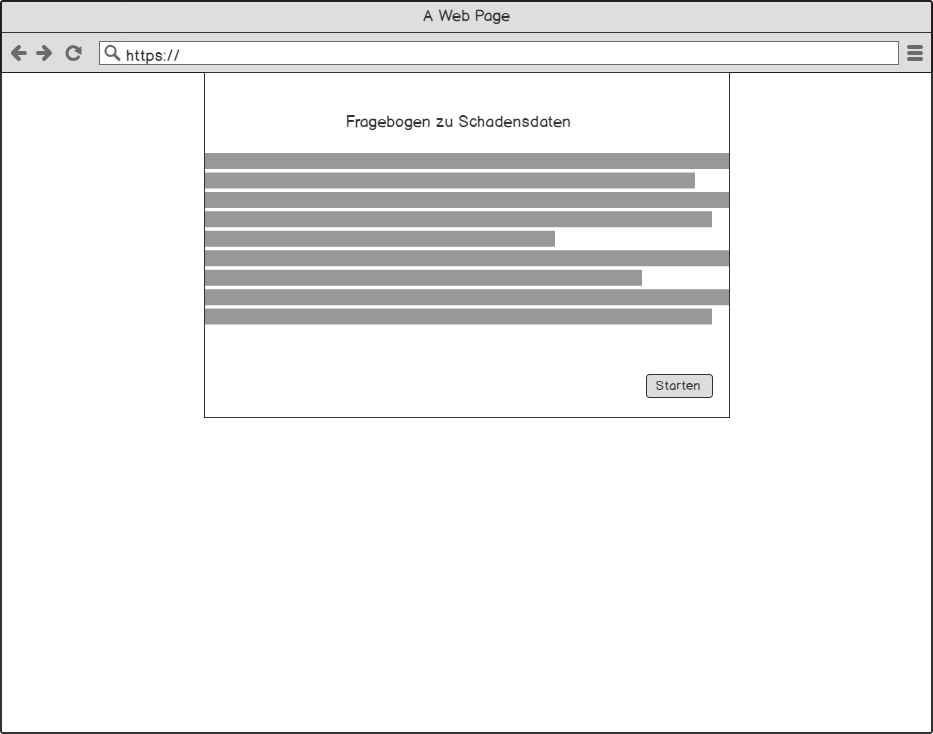 A Web Page
https://
Fragebogen zu Schadensdaten
Starten